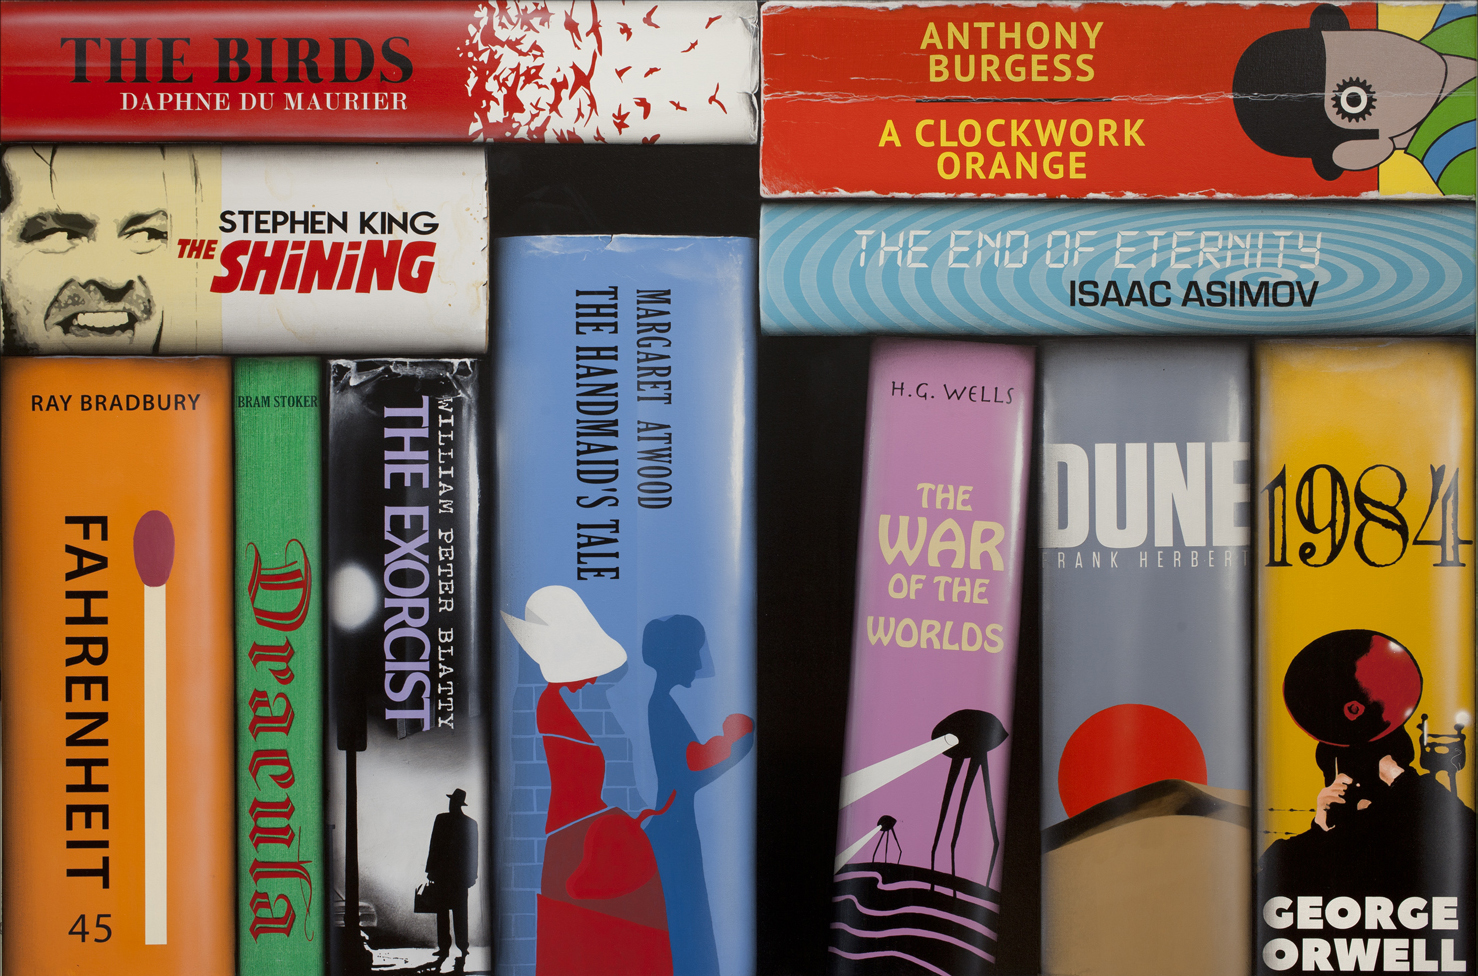 THE BIRDS
DAPHNE DU MAURIER
ANTHONY
BURGESS
A CLOCKWORK
ORANGE
STEPHEN KING
THE SHiNiNG
THE END OF ETERNITY
ISAAC ASIMOV
RAY BRADBURY
FAHRENHEIT
45
BRAM STOKER
Dracula
WILLIAM PETER BLATTY
THE EXORCIST
MARGARET ATWOOD
THE HANDMAID'S TALE
H.G. WELLS
THE
WAR
OF THE
WORLDS
DUNE
FRANK HERBERT
1984
GEORGE
ORWELL